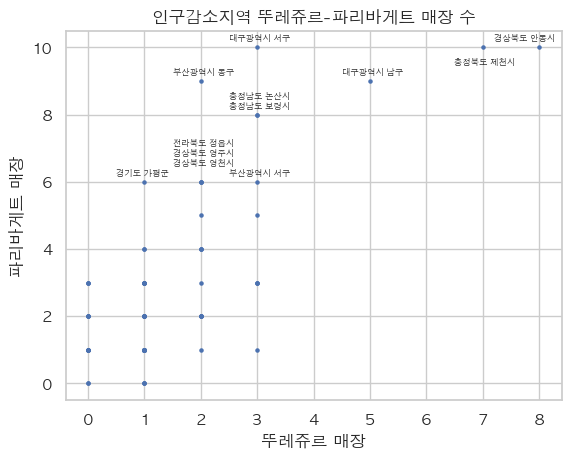 인구감소지역 뚜레쥬르-파리바게트 매장 수
대구광역시 서구
경상북도 안동시
충청북도 제천시
부산광역시 동구
대구광역시 남구
충청남도 논산시
충청남도 보령시
전라북도 정읍시
경상북도 영주시
경상북도 영천시
경기도 가평군
부산광역시 서구
파리바게트 매장
10
8
6
4
2
0
0 1 2 3 4 5 6 7 8
뚜레쥬르 매장